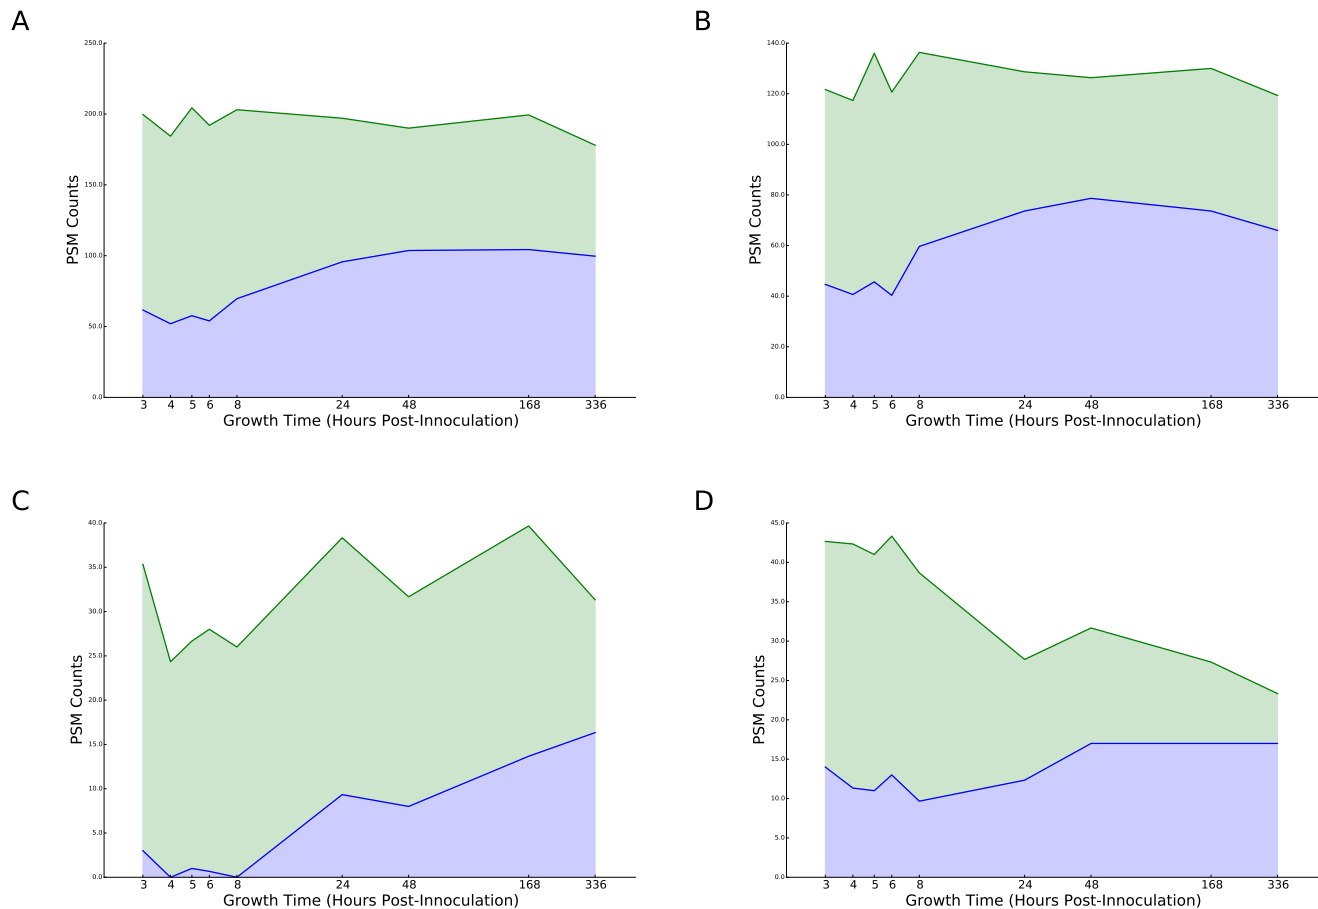 A
250.0
200.0
150.0
100.0
50.0
0.0
PSM Counts
3 4 5 6 8 24 48 168 336
Growth Time (Hours Post-Innoculation)
B
140.0
120.0
100.0
80.0
60.0
40.0
20.0
0.0
PSM Counts
3 4 5 6 8 24 48 168 336
Growth Time (Hours Post-Innoculation)
C
40.0
35.0
30.0
25.0
20.0
15.0
10.0
5.0
0.0
PSM Counts
3 4 5 6 8 24 48 168 336
Growth Time (Hours Post-Innoculation)
D
45.0
40.0
35.0
30.0
25.0
20.0
15.0
10.0
5.0
0.0
PSM Counts
3 4 5 6 8 24 48 168 336
Growth Time (Hours Post-Innoculation)